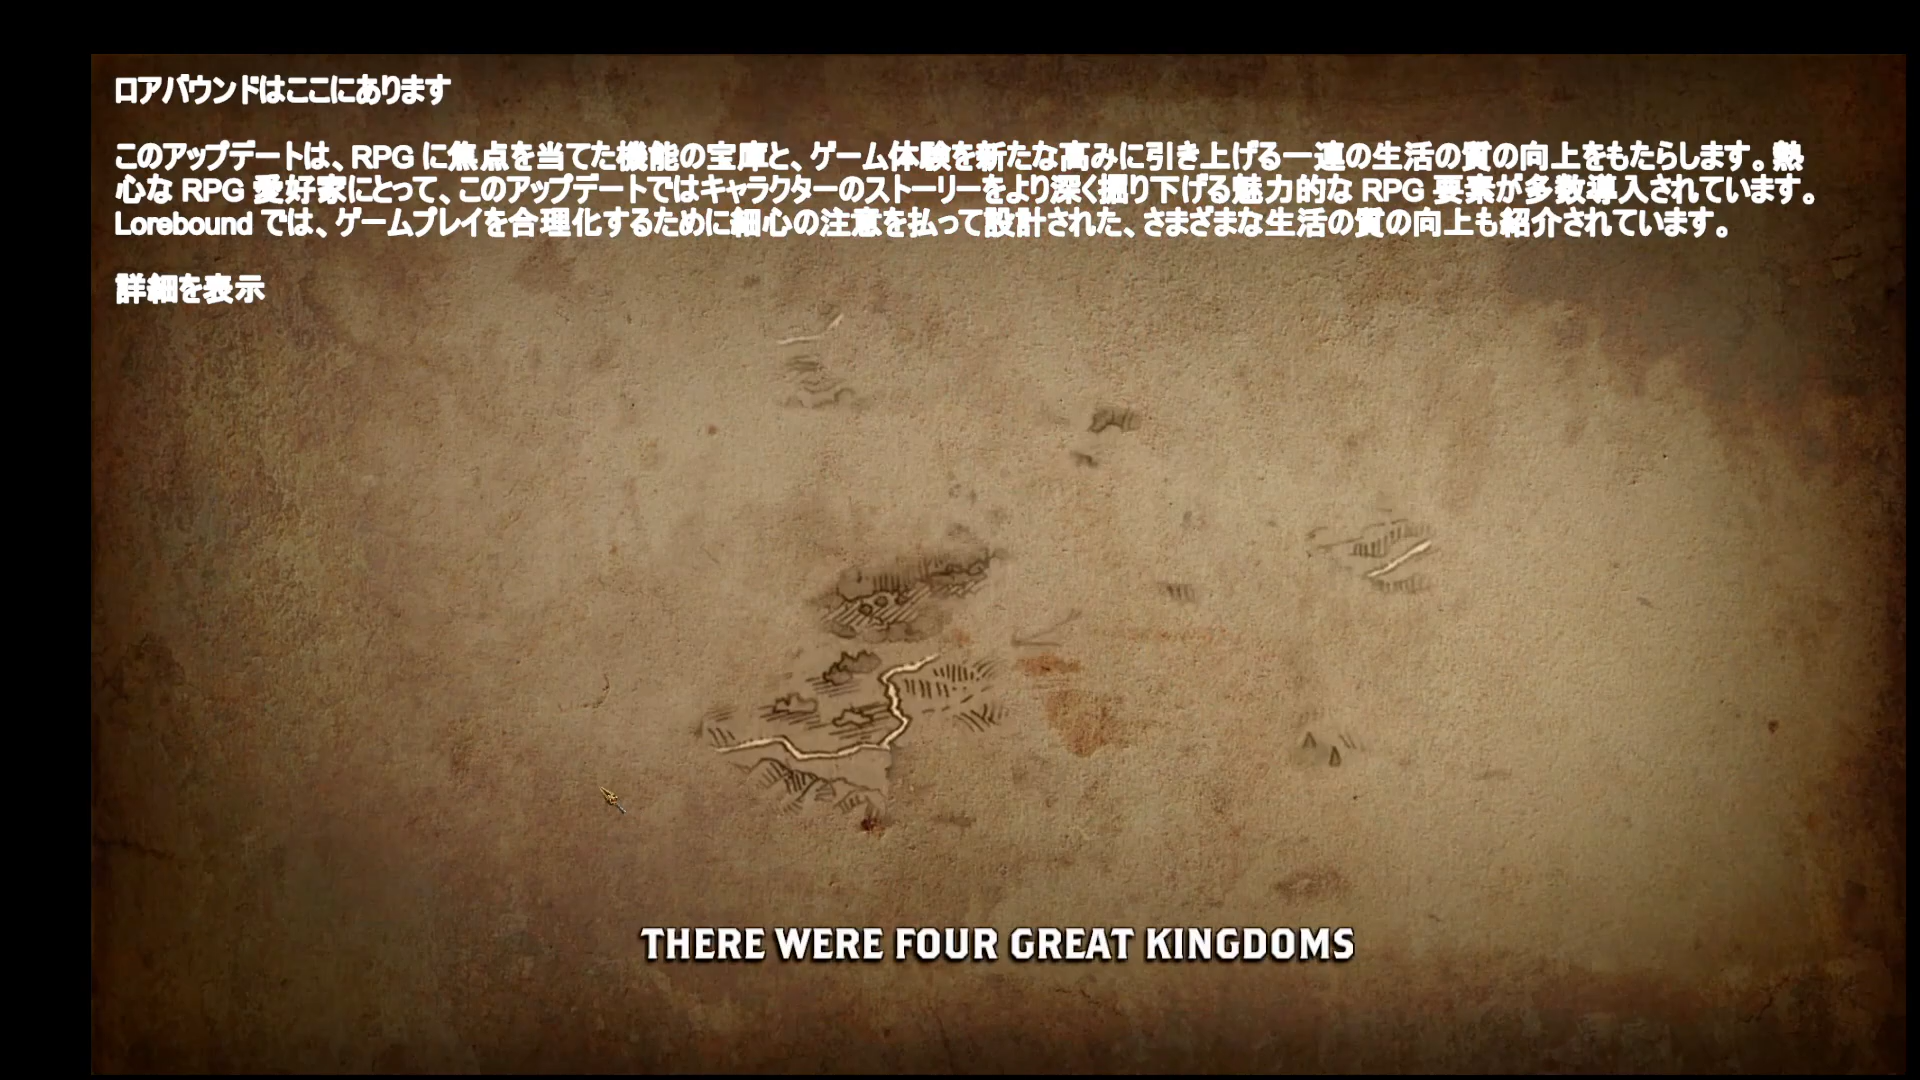 ロアバウンドはここにあります
このアップデートは、RPG に焦点を当てた機能の宝庫と、ゲーム体験を新たな高みに引き上げる一連の生活の質の向上をもたらします。熱
心な RPG 愛好家にとって、このアップデートではキャラクターのストーリーをより深く掘り下げる魅力的な RPG 要素が多数導入されています。
Lorebound では、ゲームプレイを合理化するために細心の注意を払って設計された、さまざまな生活の質の向上も紹介されています。
詳細を表示
THERE WERE FOUR GREAT KINGDOMS